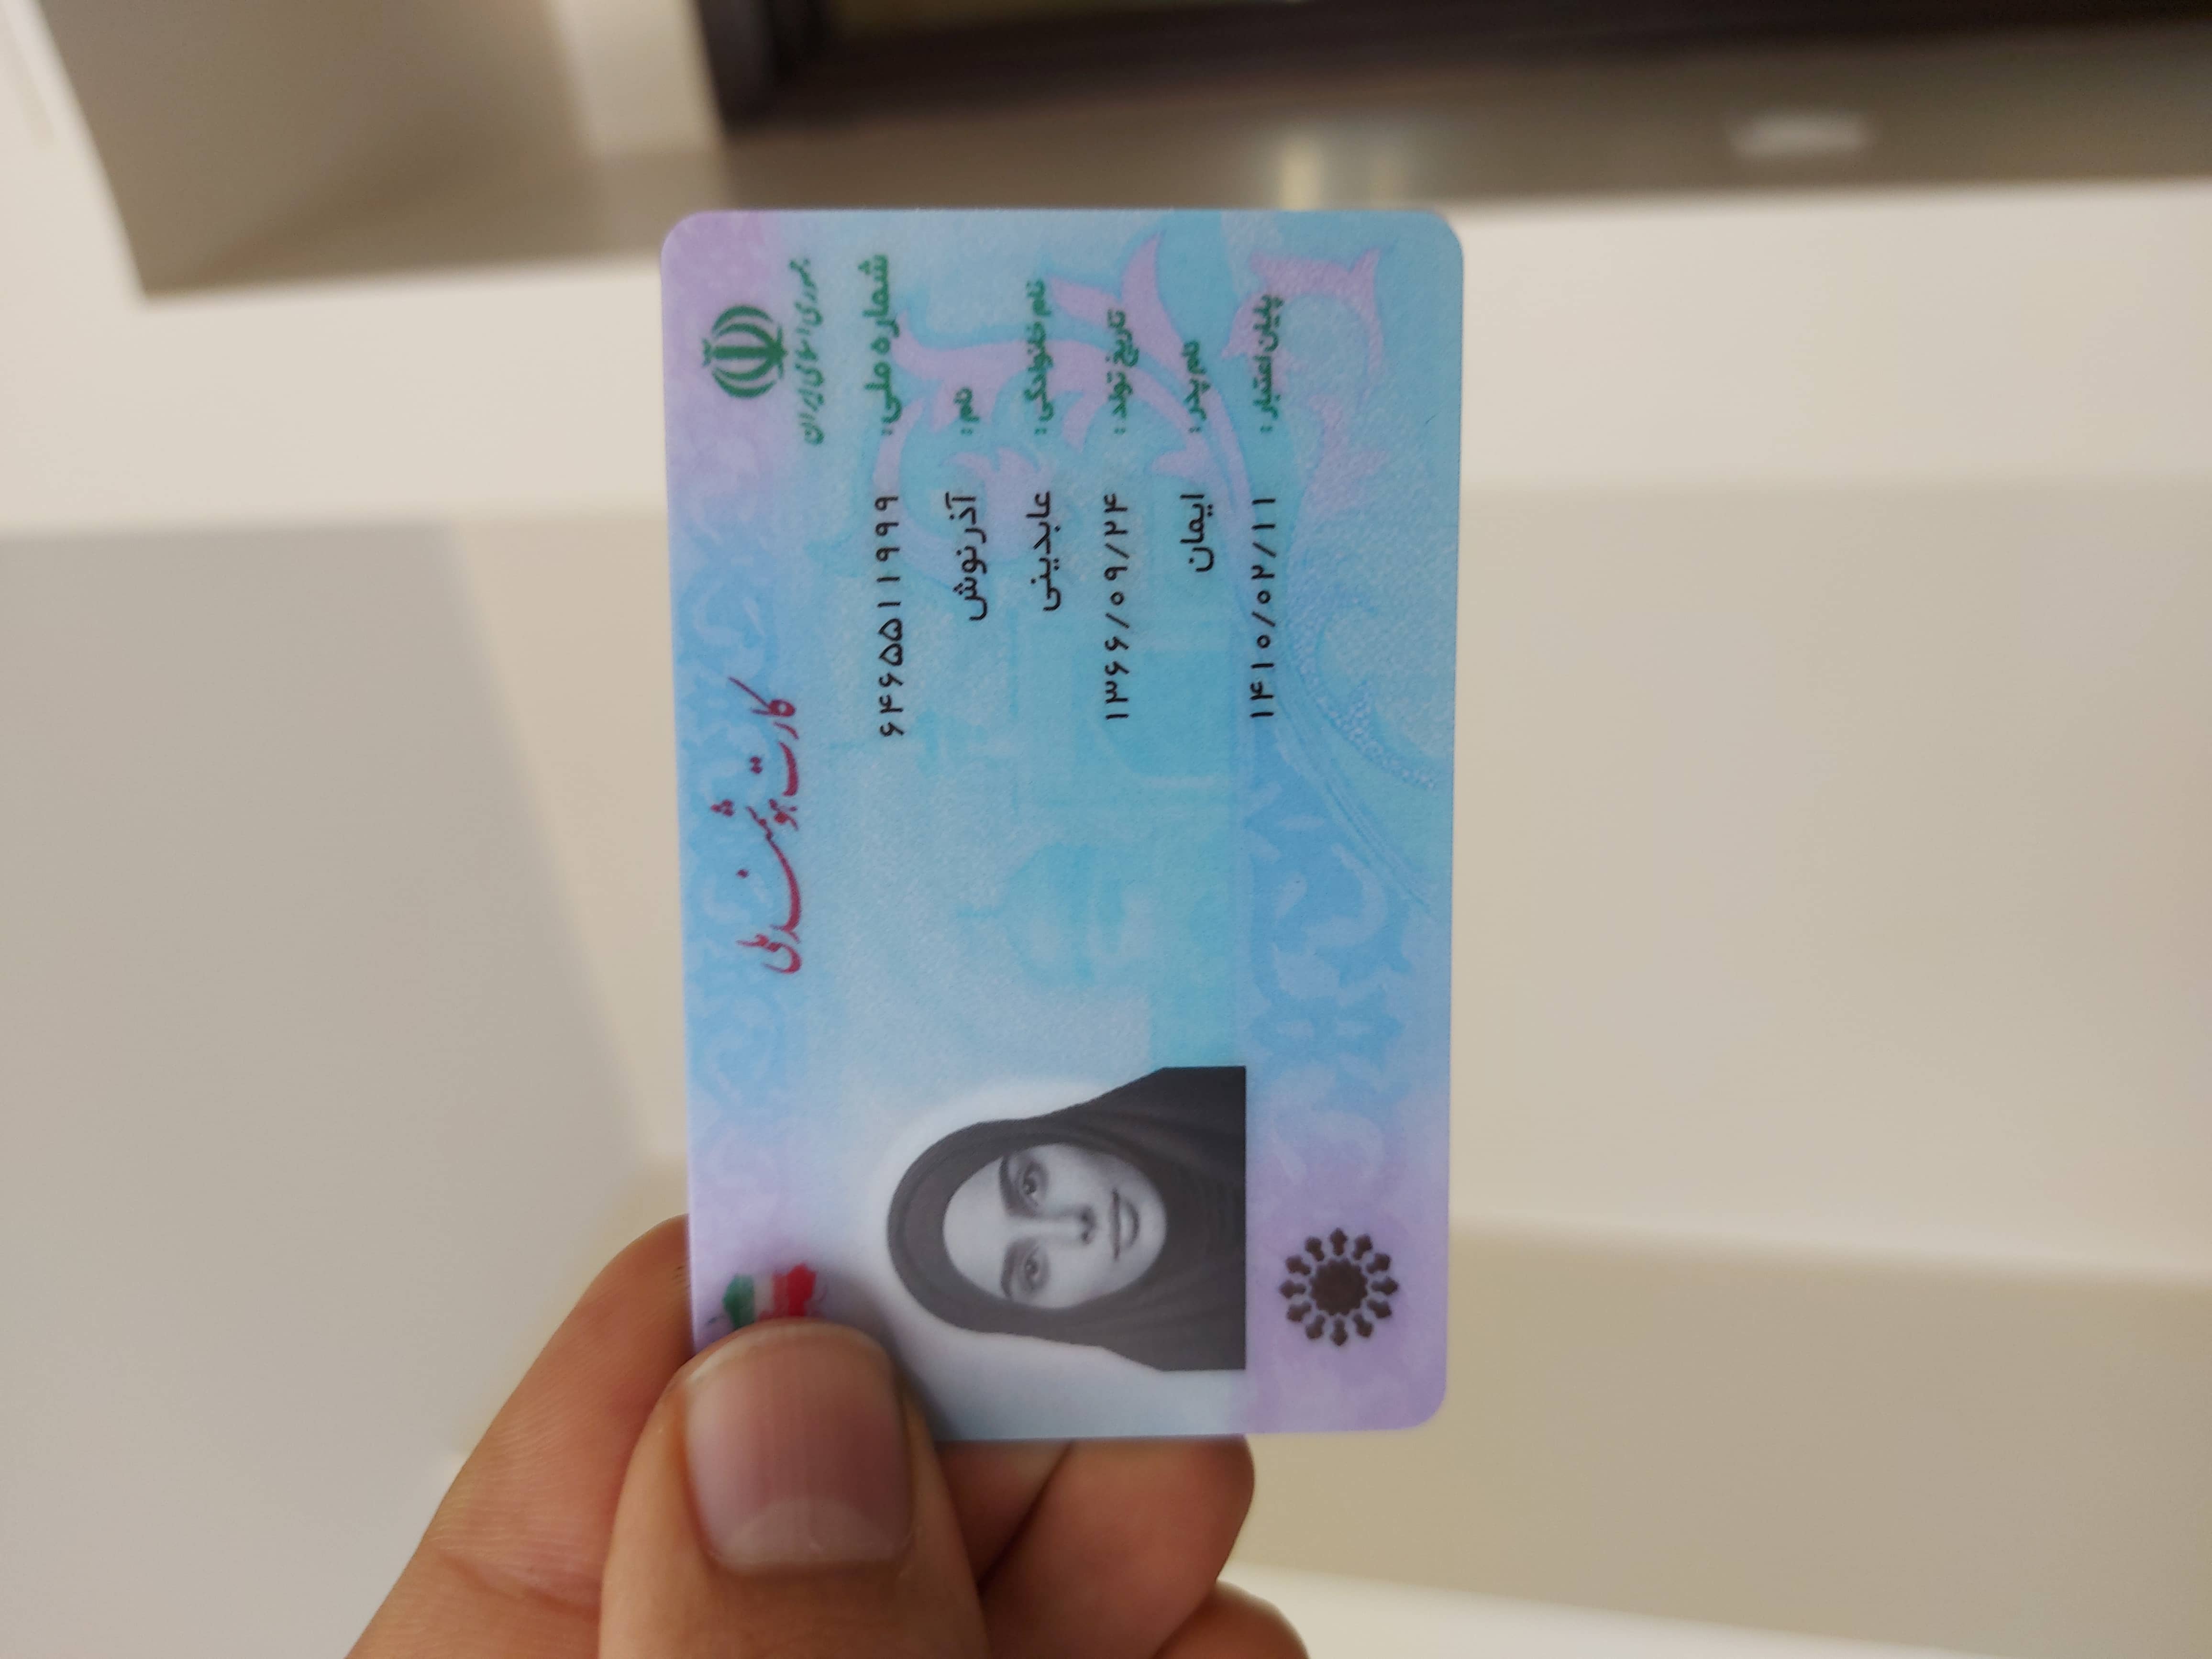 جمهوری اسلامی ایران
کارت هوشمند ملی
شماره ملی: ۶۴۶۵۵۱۱۹۹۹
نام: آذرنوش
نام خانوادگی: عابدینی
تاریخ تولد: ۱۳۶۶/۰۹/۲۴
نام پدر: ایمان
پایان اعتبار: ۱۴۱۰/۰۲/۱۱